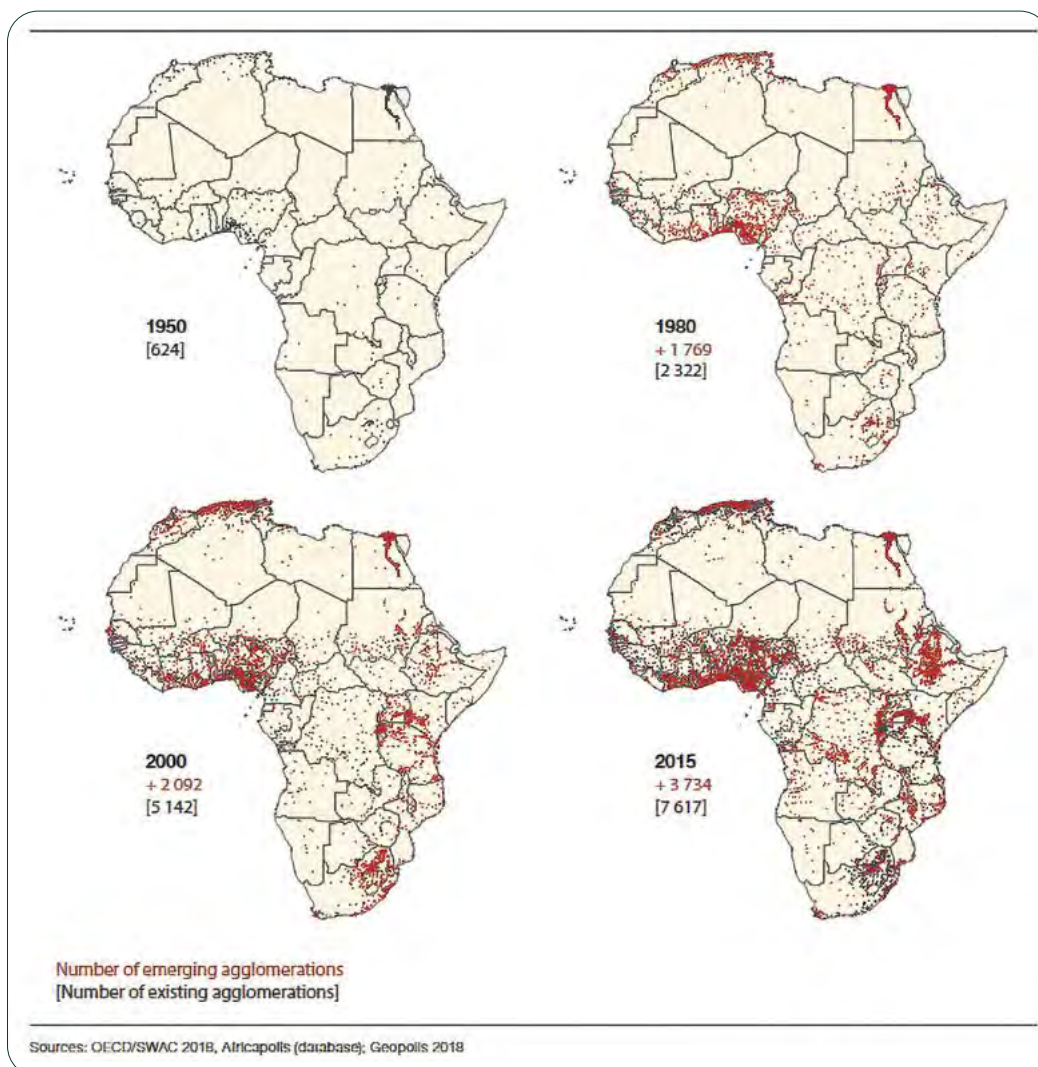 1950
[624]
1980
+ 1 769
[2 322]
2000
+ 2 092
[5 142]
2015
+ 3 734
[7 617]
Number of emerging agglomerations
[Number of existing agglomerations]
Sources: OECD/SWAC 2018, Africapolis (database); Geopolis 2018